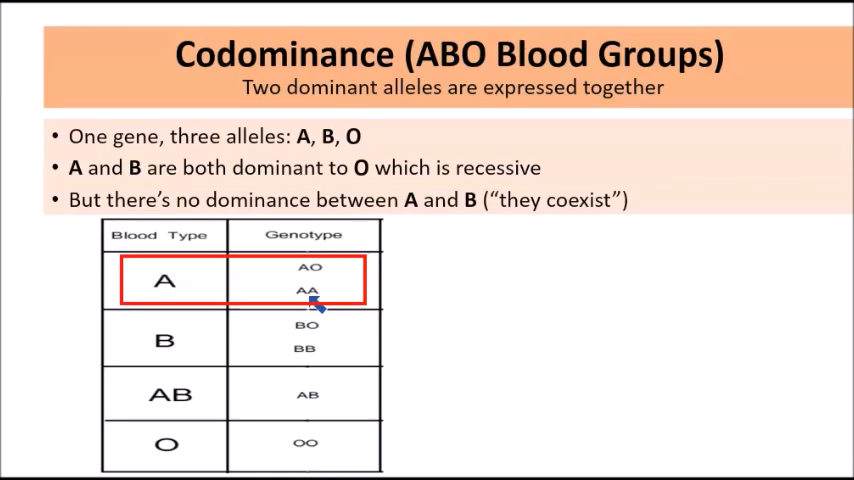 Codominance (ABO Blood Groups)
Two dominant alleles are expressed together
• One gene, three alleles: A, B, O
• A and B are both dominant to O which is recessive
• But there's no dominance between A and B (“they coexist”)
Blood Type Genotype
AO
A
AA
BO
B
BB
AB AB
O OO